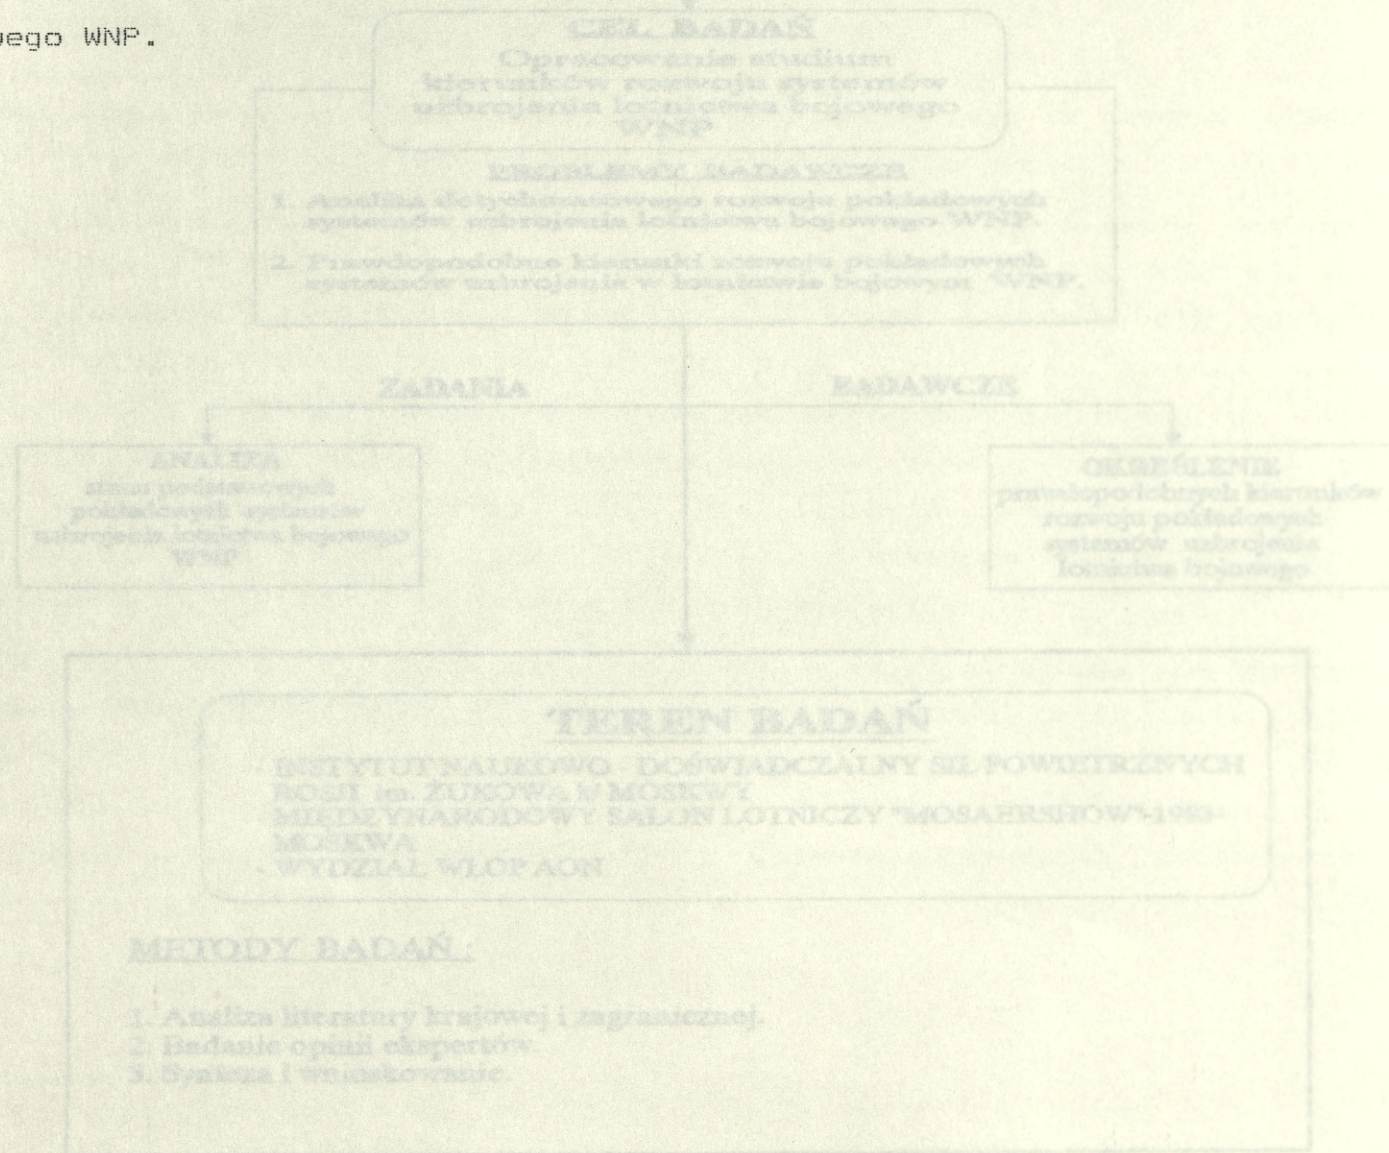 wego WNP.
CEL BADAŃ
Opracowanie studium
kierunków rozwoju systemów
uzbrojenia lotnictwa bojowego
WNP
PROBLEMY BADAWCZE
1. Analiza dotychczasowego rozwoju pokładowych
systemów uzbrojenia lotnictwa bojowego WNP.
2. Prawdopodobne kierunki rozwoju pokładowych
systemów uzbrojenia w lotnictwie bojowym WNP.
ZADANIA BADAWCZE
ANALIZA
stanu podstawowych
pokładowych systemów
uzbrojenia lotnictwa bojowego
WNP
OKREŚLENIE
prawdopodobnych kierunków
rozwoju pokładowych
systemów uzbrojenia
lotnictwa bojowego
TEREN BADAŃ
INSTYTUT NAUKOWO - DOŚWIADCZALNY SIŁ POWIETRZNYCH
ROSJI im. ŻUKOWA k/ MOSKWY
MIĘDZYNARODOWY SALON LOTNICZY "MOSAERSHOW"-1993-
MOSKWA
- WYDZIAŁ WLOP AON
METODY BADAŃ :
1. Analiza literatury krajowej i zagranicznej.
2. Badanie opinii ekspertów.
3. Synteza i wnioskowanie.